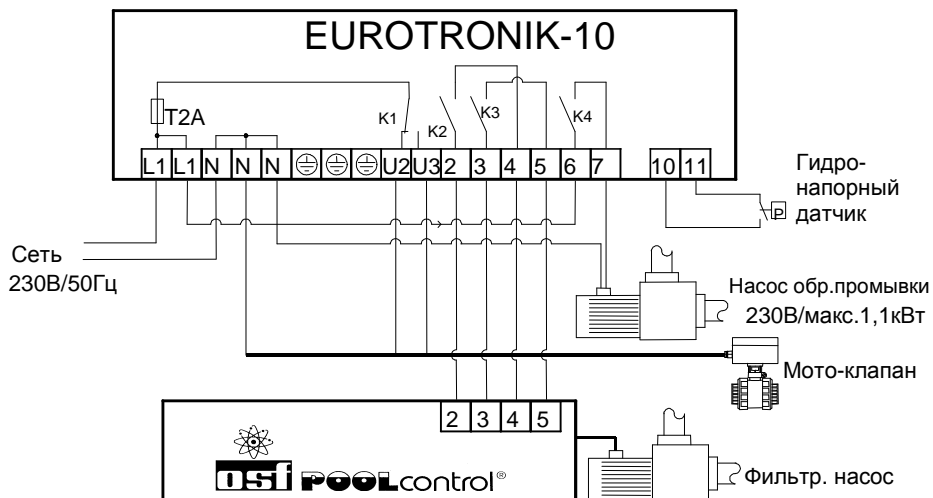 EUROTRONIK-10
T2A
K1
K2
K3
K4
L1 L1 N N N U2 U3 2 3 4 5 6 7 10 11
Гидро-
напорный
датчик
P
Сеть
230В/50Гц
Насос обр.промывки
230В/макс.1,1кВт
Мото-клапан
2 3 4 5
osf POOLcontrol®
Фильтр. насос